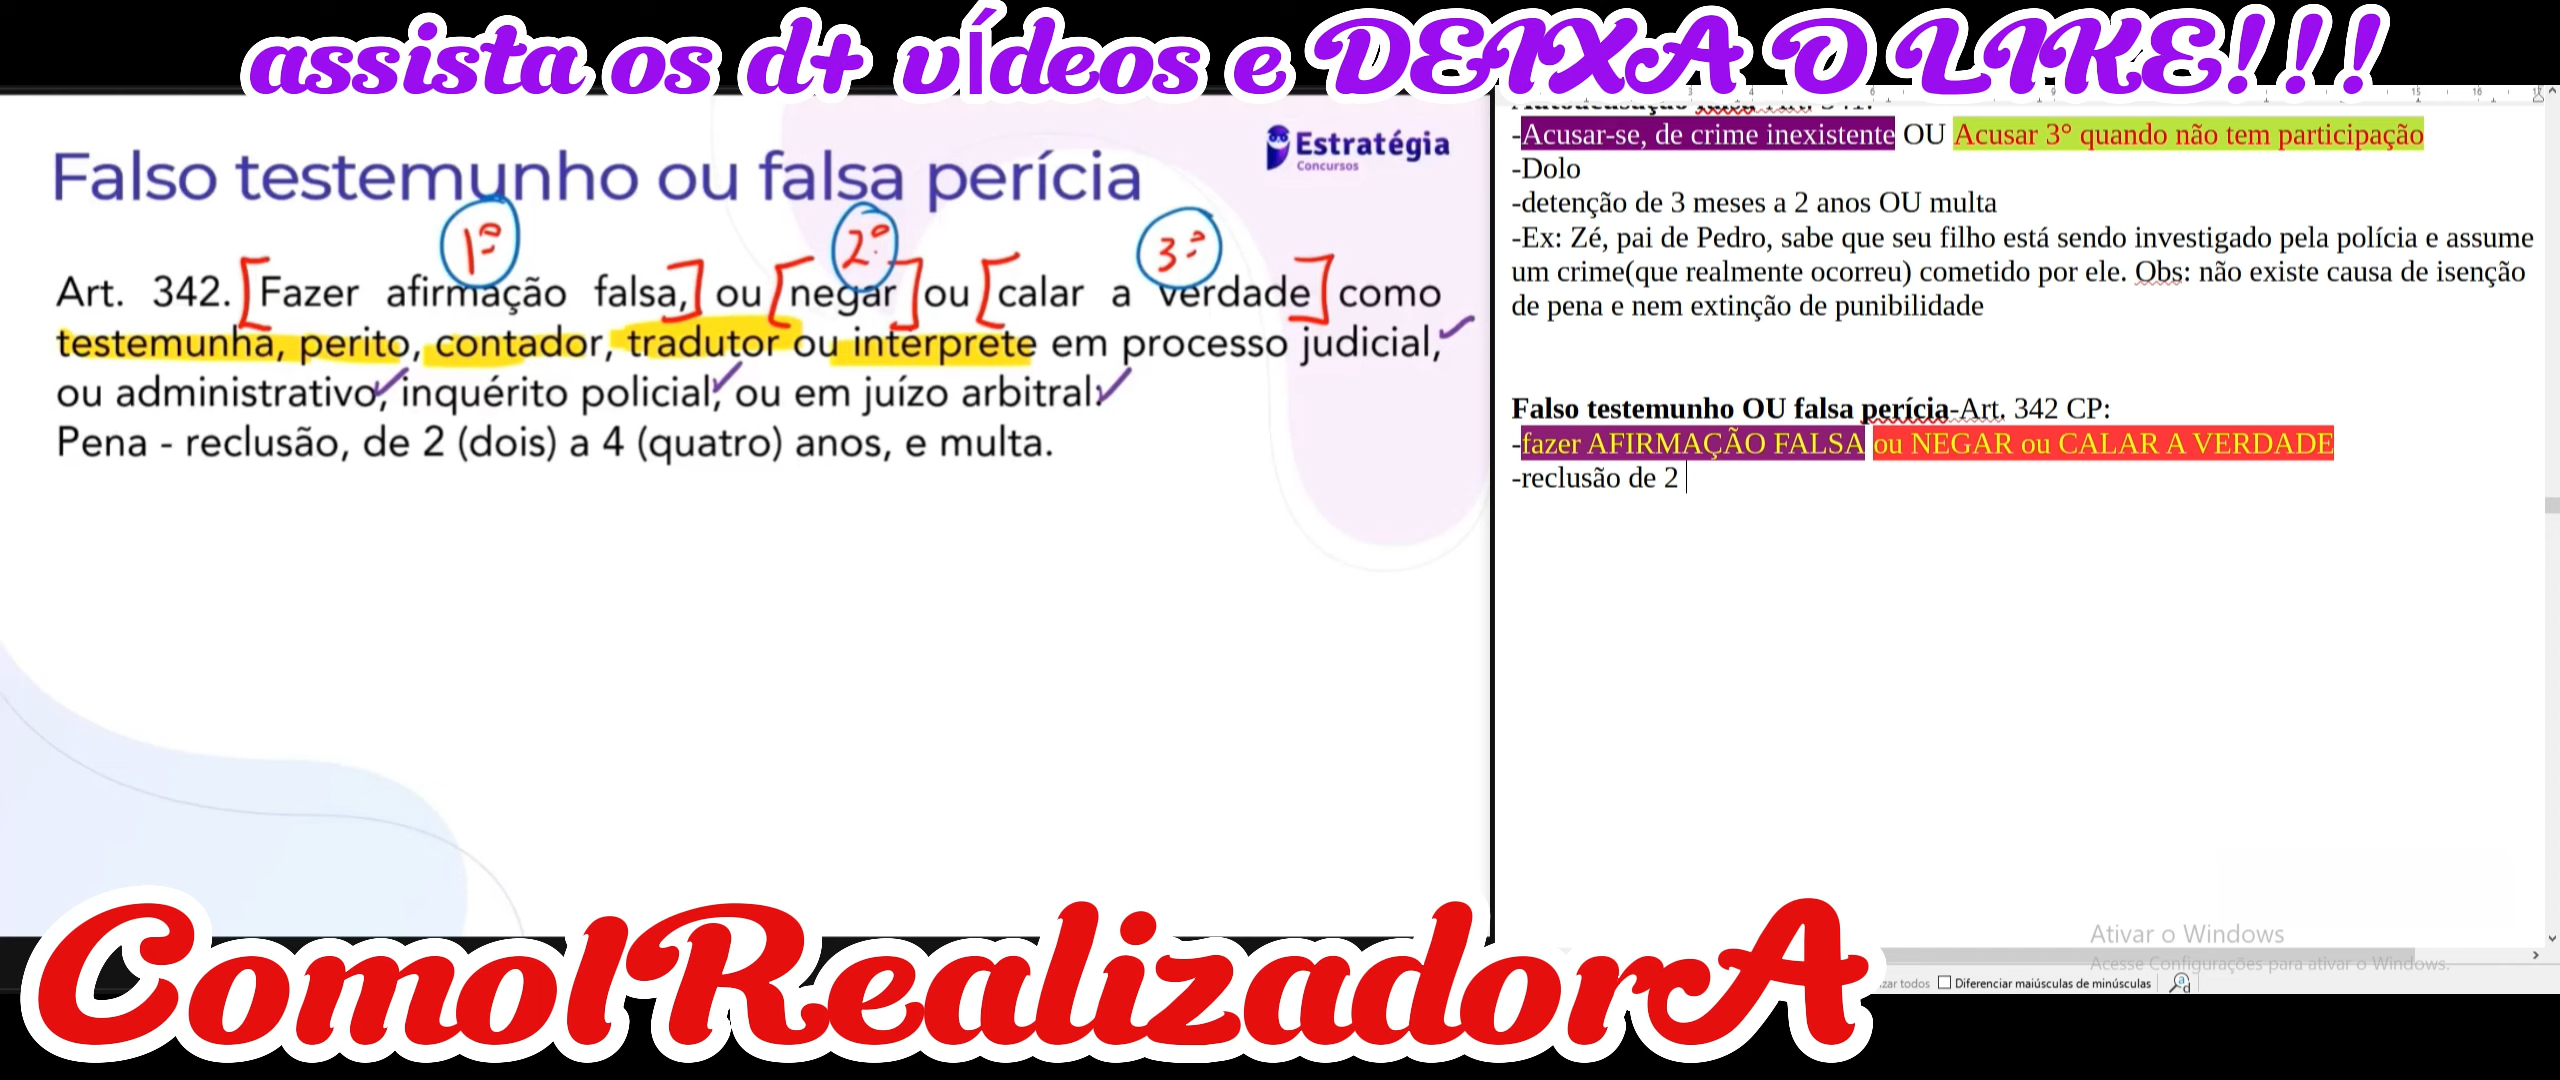 assista os d+ vÍdeos e DEIXA O LIKE!!!
Estratégia
Concursos
Falso testemunho ou falsa perícia
1º
2º
3º
Art. 342. [Fazer afirmação falsa,] ou [negar] ou [calar a verdade] como
testemunha, perito, contador, tradutor ou intérprete em processo judicial,
ou administrativo, inquérito policial, ou em juízo arbitral:
Pena - reclusão, de 2 (dois) a 4 (quatro) anos, e multa.
-Acusar-se, de crime inexistente OU Acusar 3° quando não tem participação
-Dolo
-detenção de 3 meses a 2 anos OU multa
-Ex: Zé, pai de Pedro, sabe que seu filho está sendo investigado pela polícia e assume
um crime(que realmente ocorreu) cometido por ele. Obs: não existe causa de isenção
de pena e nem extinção de punibilidade
Falso testemunho OU falsa perícia-Art. 342 CP:
-fazer AFIRMAÇÃO FALSA ou NEGAR ou CALAR A VERDADE
-reclusão de 2
Ativar o Windows
Acesse Configurações para ativar o Windows.
todos Diferenciar maiúsculas de minúsculas
ComolRealizadorA